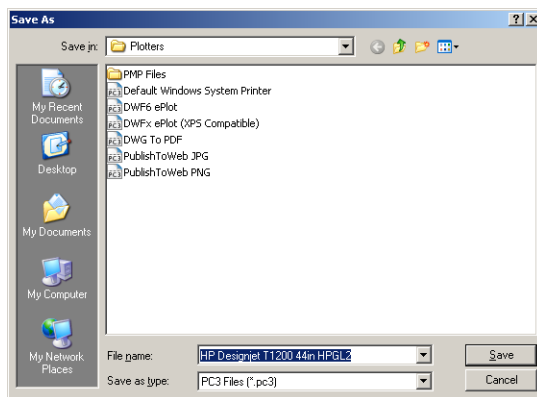 Save As
Save in:
Plotters
My Recent
Documents
Desktop
My Documents
My Computer
My Network
Places
PMP Files
Default Windows System Printer
DWF6 ePlot
DWFx ePlot (XPS Compatible)
DWG To PDF
PublishToWeb JPG
PublishToWeb PNG
File name:
HP Designjet T1200 44in HPGL2
Save
Save as type:
PC3 Files (*.pc3)
Cancel